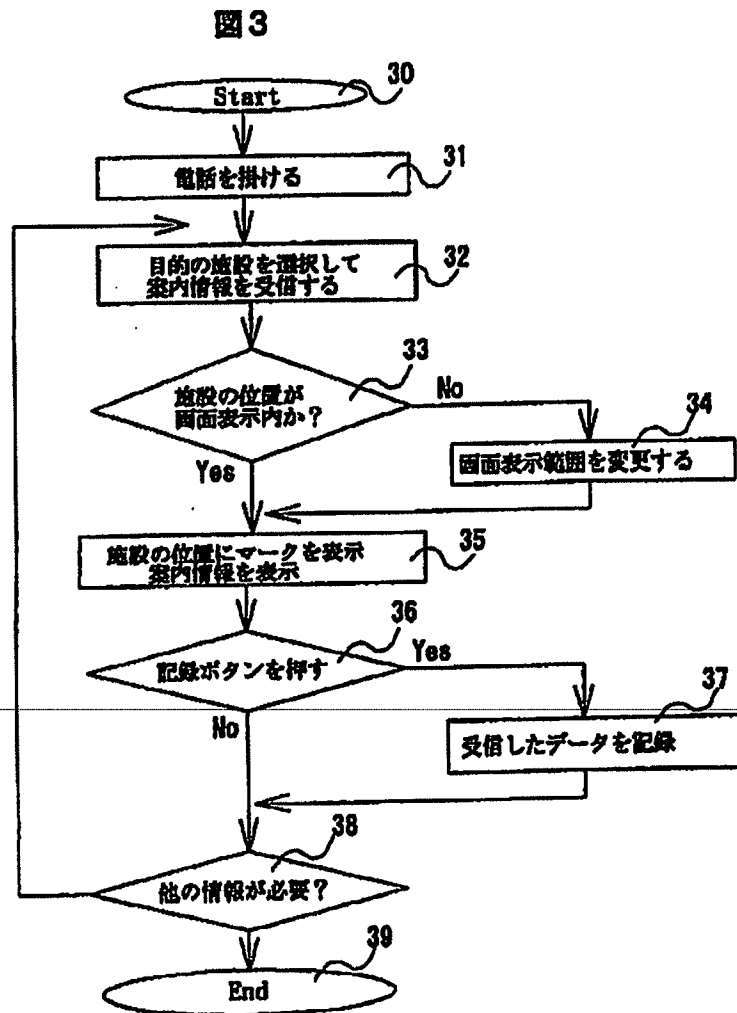 図3
30
Start
31
電話を掛ける
32
目的の施設を選択して
案内情報を受信する
33
施設の位置が
画面表示内か？
No
34
画面表示範囲を変更する
Yes
35
施設の位置にマークを表示
案内情報を表示
36
記録ボタンを押す
Yes
37
受信したデータを記録
No
38
他の情報が必要？
39
End